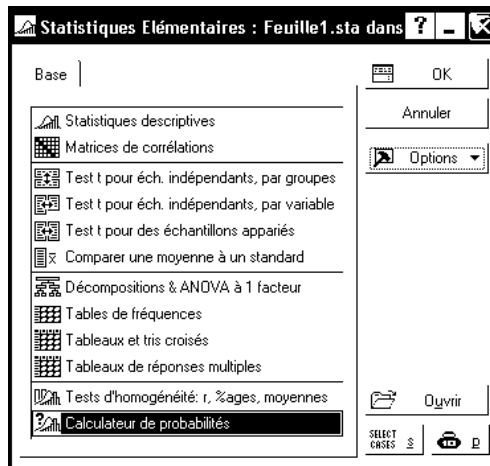 Statistiques Elémentaires : Feuille1.sta dans ? _
Base
OK
Annuler
Options
Statistiques descriptives
Matrices de corrélations
Test t pour éch. indépendants, par groupes
Test t pour éch. indépendants, par variable
Test t pour des échantillons appariés
Comparer une moyenne à un standard
Décompositions & ANOVA à 1 facteur
Tables de fréquences
Tableaux et tris croisés
Tableaux de réponses multiples
Tests d'homogénéité: r, %ages, moyennes
Calculateur de probabilités
Ouvrir
SELECT
CASES S D